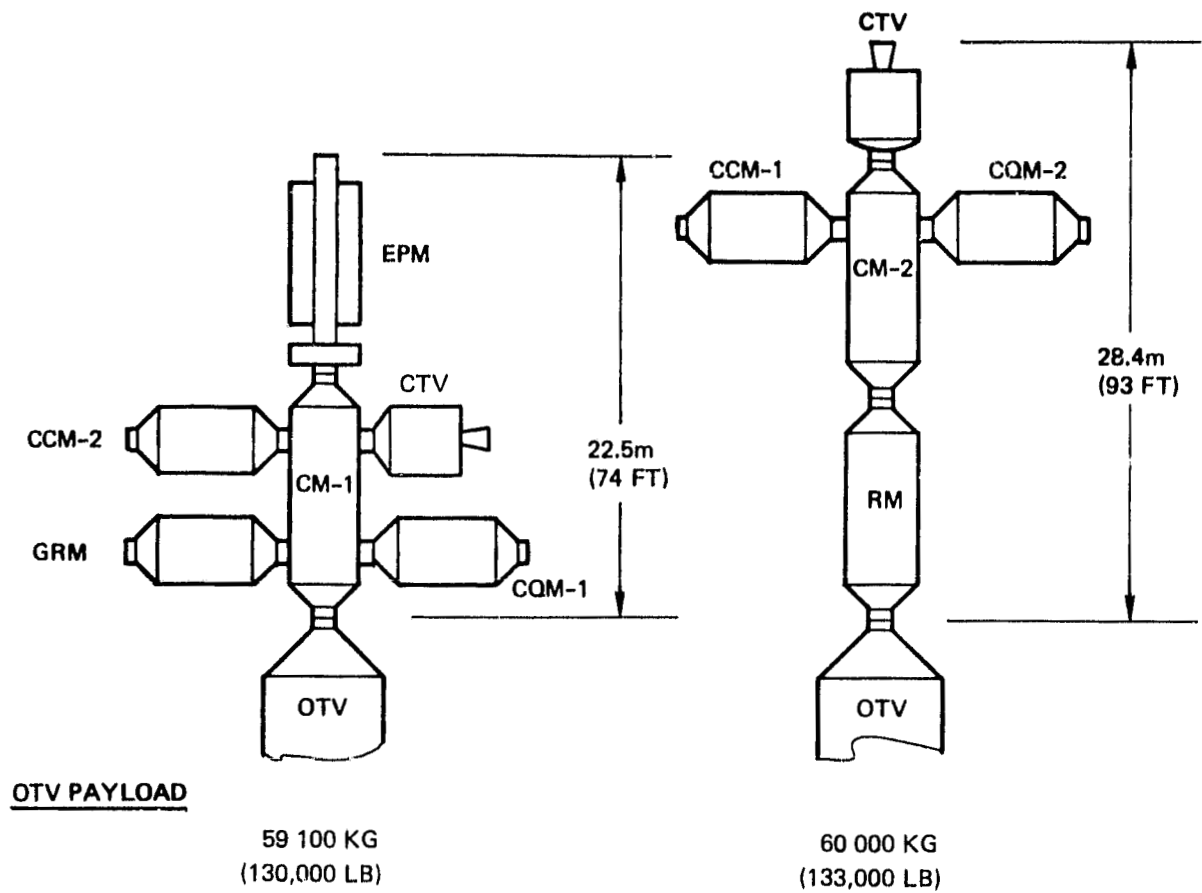 CTV
CCM-1
CQM-2
EPM
CM-2
28.4m
(93 FT)
CTV
CCM-2
22.5m
(74 FT)
CM-1
RM
GRM
CQM-1
OTV
OTV
OTV PAYLOAD
59 100 KG
(130,000 LB)
60 000 KG
(133,000 LB)